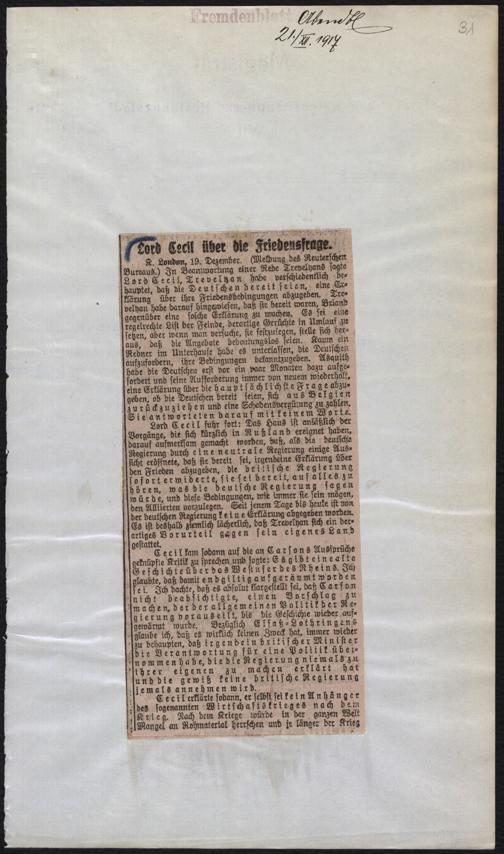 Fremdenblatt
Abendbl
21/XII. 1917
31
Lord Cecil über die Friedensfrage.
K. London, 19. Dezember. (Meldung des Reuterschen
Bureaus.) In Beantwortung einer Rede Trevelyans sagte
Lord Cecil, Trevelyan habe verschiedentlich be-
hauptet, daß die Deutschen bereit seien, eine Er-
klärung über ihre Friedensbedingungen abzugeben. Tre-
velyan habe darauf hingewiesen, daß sie bereit waren, Briand
gegenüber eine solche Erklärung zu machen. Es sei eine
regelrechte List der Feinde, derartige Gerüchte in Umlauf zu
setzen, aber wenn man versuche, sie festzulegen, stelle sich her-
aus, daß die Angebote bedeutungslos seien. Kaum ein
Redner im Unterhause habe es unterlassen, die Deutschen
aufzufordern, ihre Bedingungen bekanntzugeben. Asquith
habe die Deutschen erst vor ein paar Monaten dazu aufge-
fordert und seine Aufforderung immer von neuem wiederholt,
eine Erklärung über die hauptsächlichste Frage abzu-
geben, ob die Deutschen bereit seien, sich aus Belgien
zurückzuziehen und eine Schadensvergütung zu zahlen.
Sie antworteten darauf mit keinem Worte.
Lord Cecil fuhr fort: Das Haus ist anläßlich der
Vorgänge, die sich kürzlich in Rußland ereignet haben,
darauf aufmerksam gemacht worden, daß, als die deutsche
Regierung durch eine neutrale Regierung einige Aus-
sicht eröffnete, daß sie bereit sei, irgendeine Erklärung über
den Frieden abzugeben, die britische Regierung
sofort erwiderte, sie sei bereit, auf alles zu
hören, was die deutsche Regierung sagen
würde, und diese Bedingungen, wie immer sie sein mögen,
den Alliierten vorzulegen. Seit jenem Tage bis heute ist von
der deutschen Regierung keine Erklärung abgegeben worden.
Es ist deshalb ziemlich lächerlich, daß Trevelyan sich ein der-
artiges Vorurteil gegen sein eigenes Land
gestattet.
Cecil kam sodann auf die an Carsons Aussprüche
geknüpfte Kritik zu sprechen und sagte: Es gibt eine alte
Geschichte über das Westufer des Rheins. Ich
glaubte, daß damit endgiltig aufgeräumt worden
sei. Ich dachte, daß es absolut klargestellt sei, daß Carson
nicht beabsichtigte, einen Vorschlag zu
machen, der der allgemeinen Politik der Re-
gierung vorauseilt, bis die Geschichte wieder auf-
gewärmt wurde. Bezüglich Elsaß-Lothringens
glaube ich, daß es wirklich keinen Zweck hat, immer wieder
zu behaupten, daß irgendein britischer Minister
die Verantwortung für eine Politik über-
nommen habe, die die Regierung niemals zu
ihrer eigenen zu machen erklärt hat
und die gewiß keine britische Regierung
jemals annehmen wird.
Cecil erklärte sodann, er selbst sei kein Anhänger
des sogenannten Wirtschaftskrieges nach dem
Krieg. Nach dem Kriege würde in der ganzen Welt
Mangel an Rohmaterial herrschen und je länger der Krieg